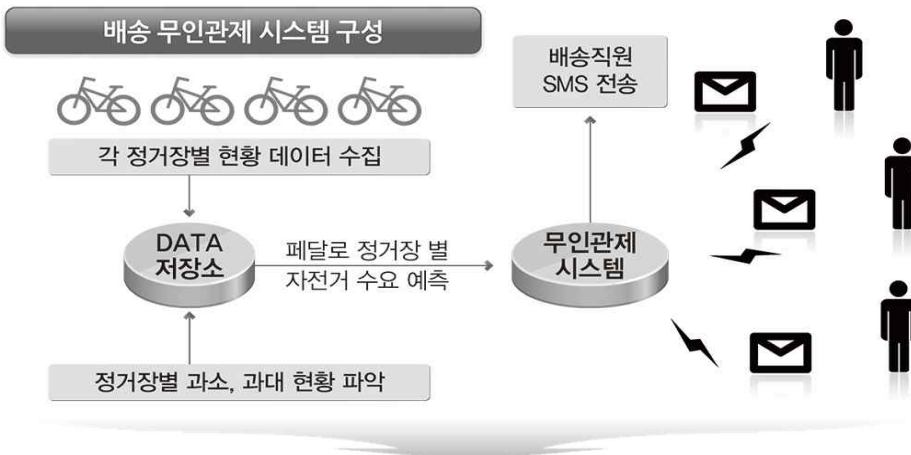 배송 무인관제 시스템 구성
각 정거장별 현황 데이터 수집
DATA
저장소
정거장별 과소, 과대 현황 파악
페달로 정거장 별
자전거 수요 예측
무인관제
시스템
배송직원
SMS 전송